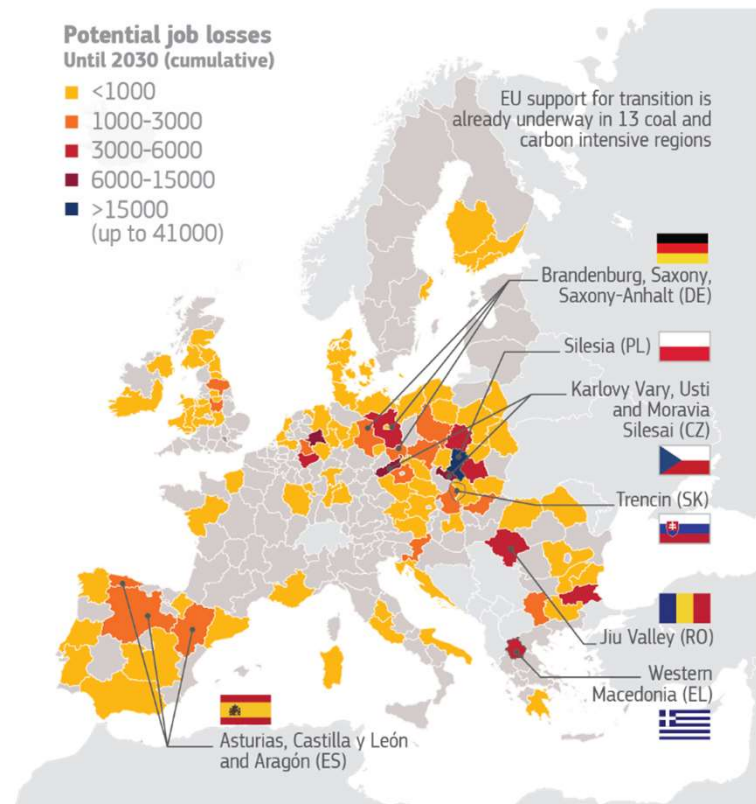 Potential job losses
Until 2030 (cumulative)
<1000
1000-3000
3000-6000
6000-15000
>15000
(up to 41000)
EU support for transition is
already underway in 13 coal and
carbon intensive regions
Brandenburg, Saxony,
Saxony-Anhalt (DE)
Silesia (PL)
Karlovy Vary, Usti
and Moravia
Silesai (CZ)
Trencin (SK)
Jiu Valley (RO)
Western
Macedonia (EL)
Asturias, Castilla y León
and Aragón (ES)